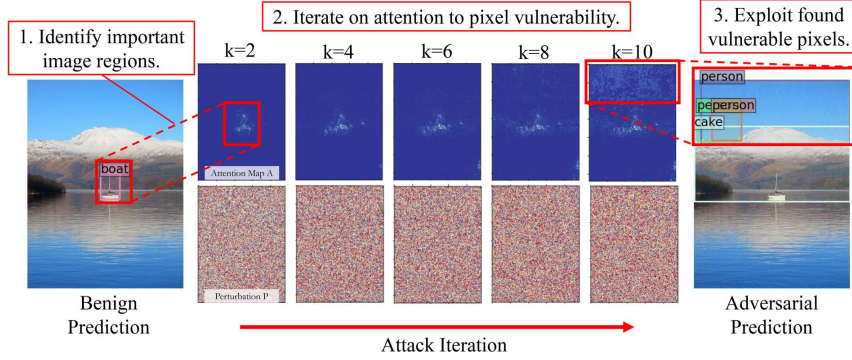 1. Identify important
image regions.
2. Iterate on attention to pixel vulnerability.
3. Exploit found
vulnerable pixels.
k=2
k=4
k=6
k=8
k=10
boat
Attention Map A
Perturbation P
person
person
cake
Benign
Prediction
Attack Iteration
Adversarial
Prediction